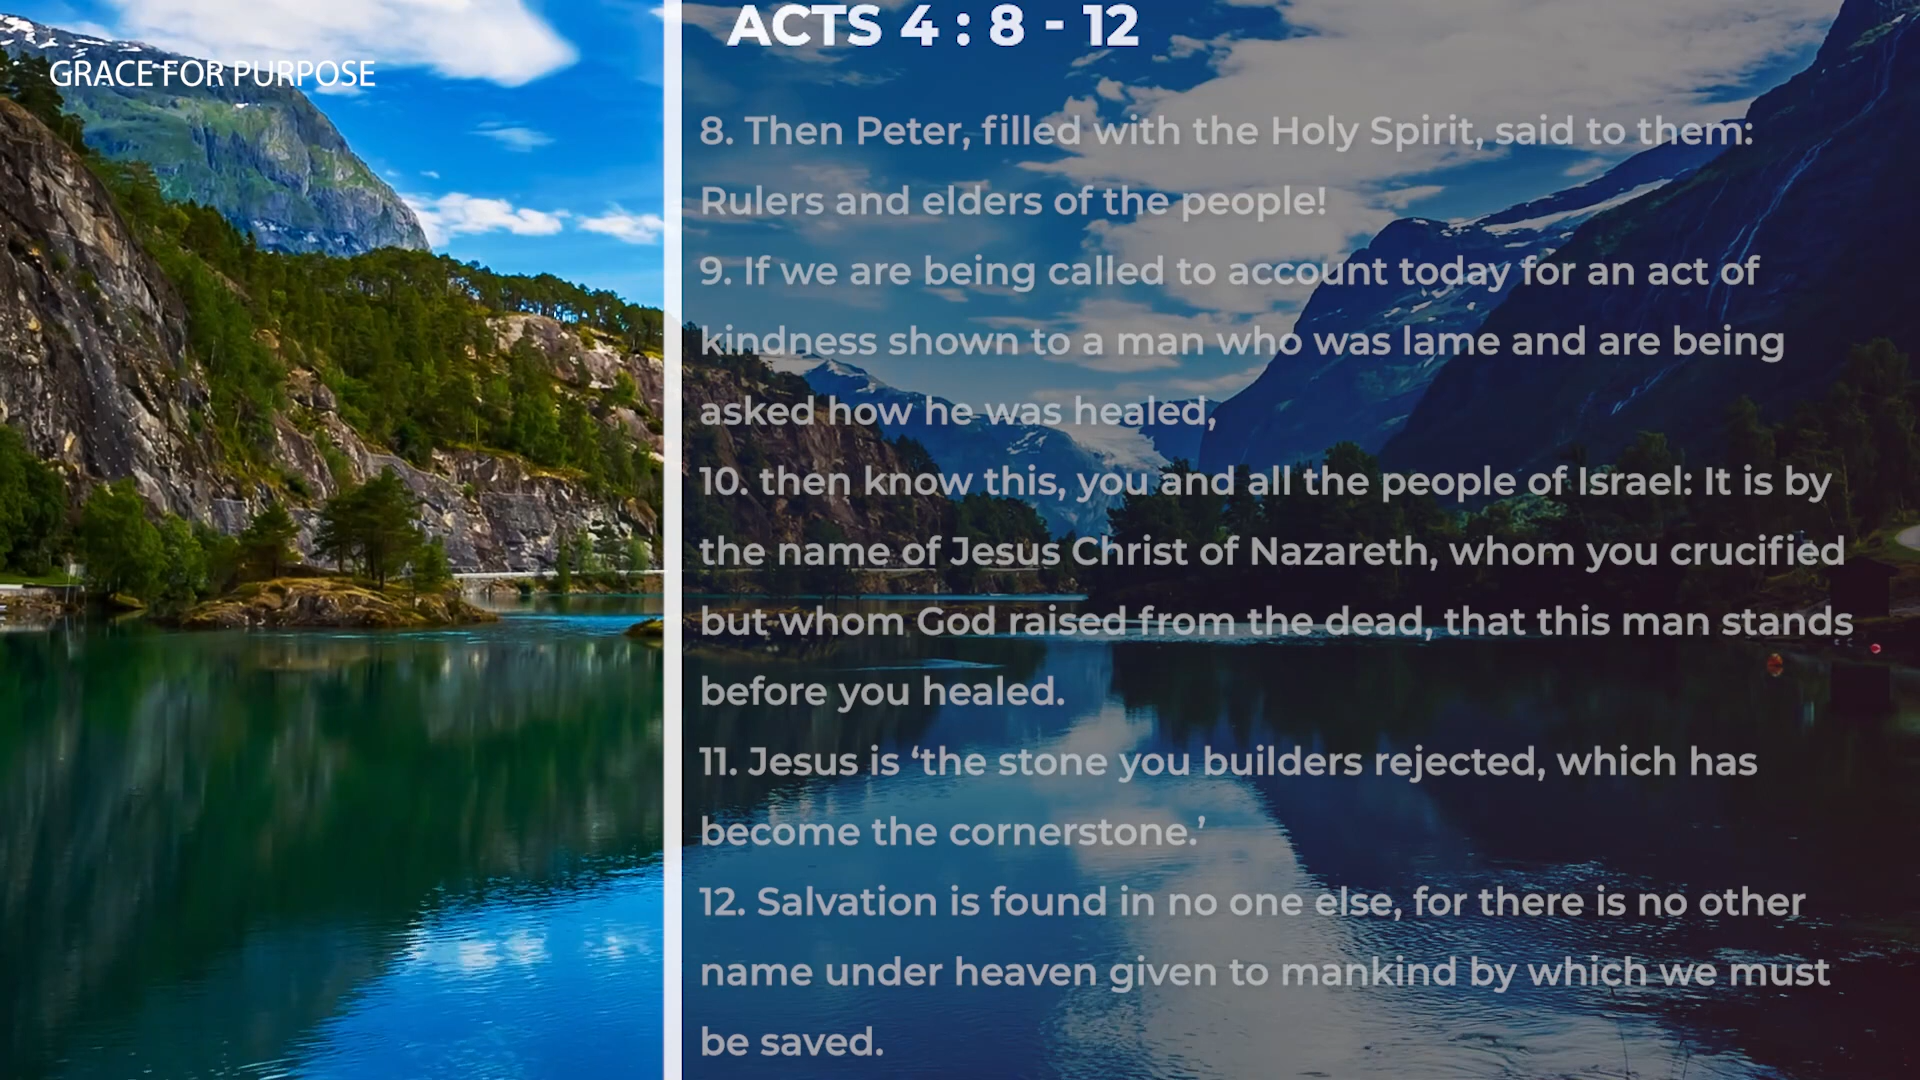 GRACE FOR PURPOSE
ACTS 4 : 8 - 12
8. Then Peter, filled with the Holy Spirit, said to them:
Rulers and elders of the people!
9. If we are being called to account today for an act of
kindness shown to a man who was lame and are being
asked how he was healed,
10. then know this, you and all the people of Israel: It is by
the name of Jesus Christ of Nazareth, whom you crucified
but whom God raised from the dead, that this man stands
before you healed.
11. Jesus is ‘the stone you builders rejected, which has
become the cornerstone.’
12. Salvation is found in no one else, for there is no other
name under heaven given to mankind by which we must
be saved.